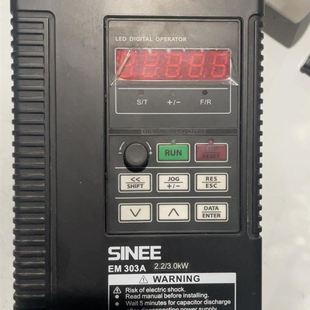 LED DIGITAL OPERATOR
S/T +/− F/R
RUN
RESET
<<
SHIFT
JOG
+/−
RES
ESC
DATA
ENTER
SINEE
EM 303A 2.2/3.0kW
WARNING
Risk of electric shock.
Read manual before installing.
Wait 5 minutes for capacitor discharge